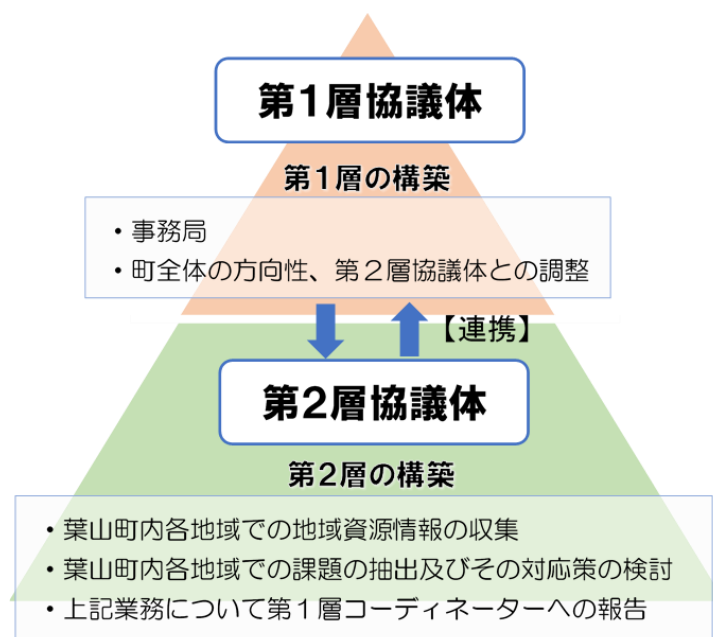 第1層協議体
第1層の構築
・事務局
・町全体の方向性、第２層協議体との調整
【連携】
第2層協議体
第2層の構築
・葉山町内各地域での地域資源情報の収集
・葉山町内各地域での課題の抽出及びその対応策の検討
・上記業務について第１層コーディネーターへの報告